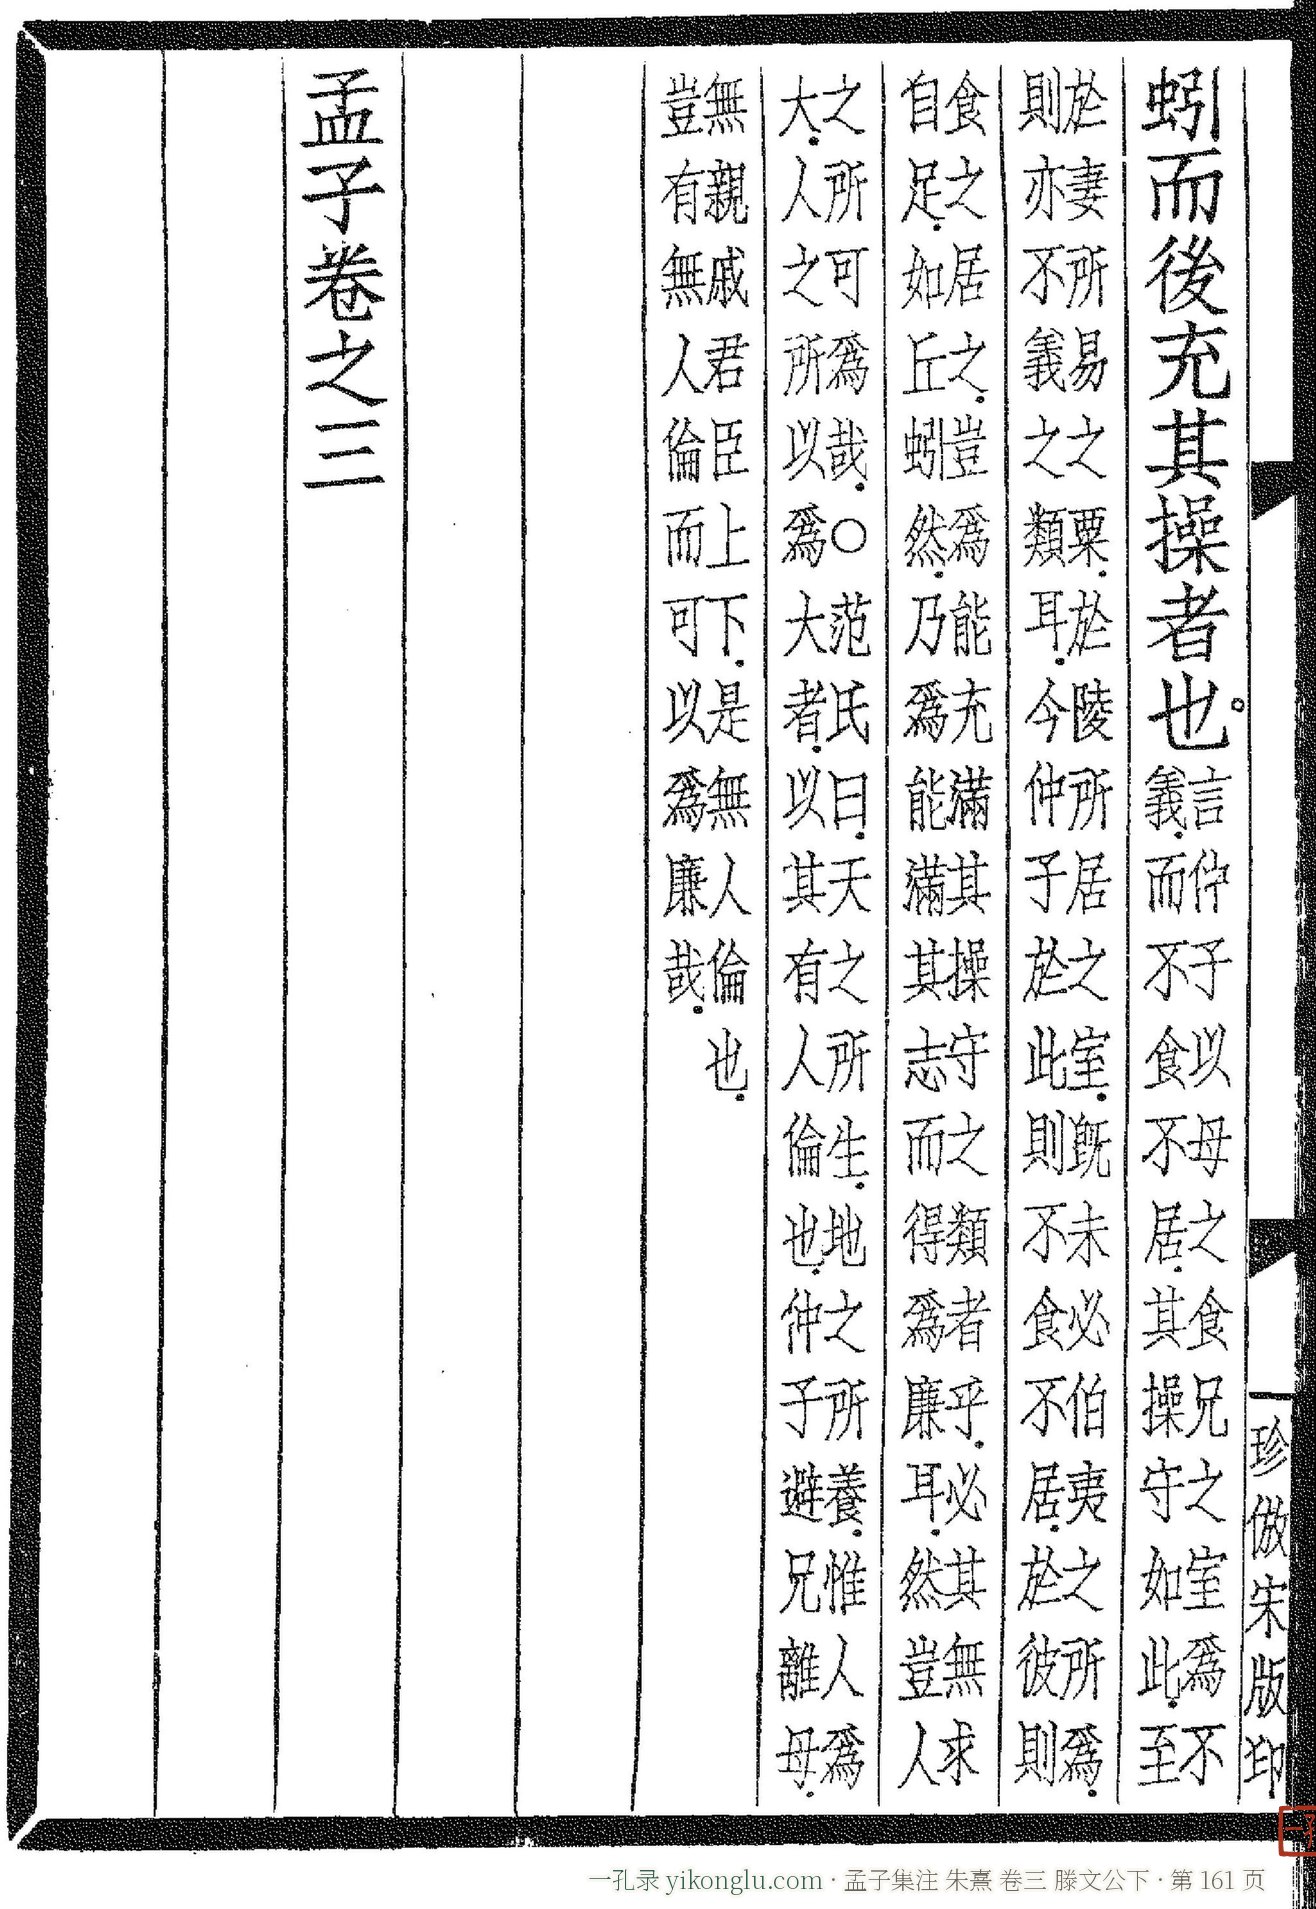 珍倣宋版印
蚓而後充其操者也。
言仲子以母之食兄之室爲不
義。而不食不居。其操守如此。至
於妻所易之粟。於陵所居之室。既未必伯夷之所爲。
則亦不義之類耳。今仲子於此則不食不居。於彼則
食之居之。豈爲能充滿其操守之類者乎。必其無求
自足。如丘蚓然。乃爲能滿其志而得爲廉耳。然豈人
之所可爲哉。○范氏曰。天之所生。地之所養。惟人爲
大。人之所以爲大者。以其有人倫也。仲子避兄離母。
無親戚君臣上下。是無人倫也。
豈有無人倫而可以爲廉哉。
孟子卷之三
一孔录 yikonglu.com · 孟子集注 朱熹 卷三 滕文公下 · 第 161 页